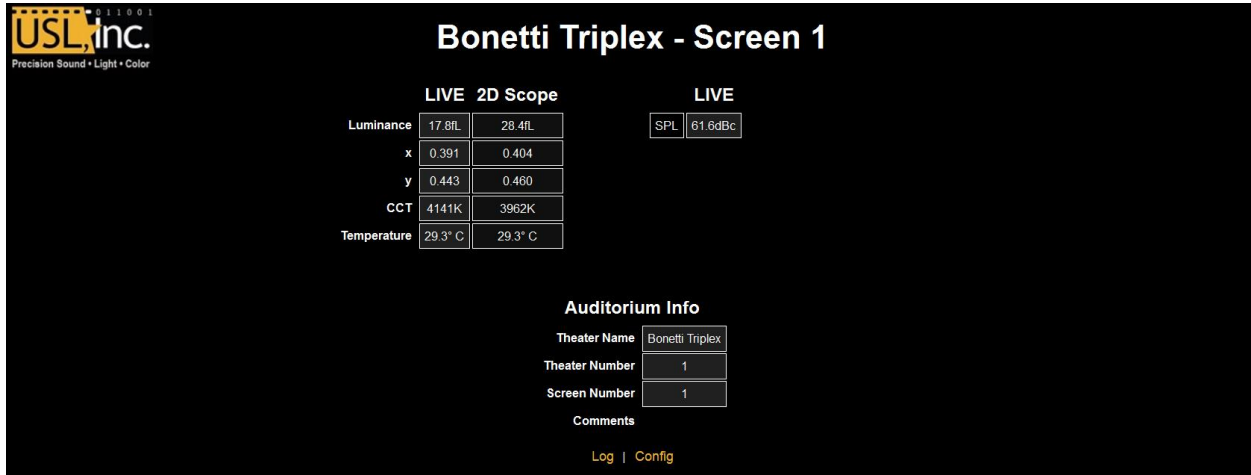 011001
USL, inc.
Precision Sound • Light • Color
Bonetti Triplex - Screen 1
LIVE 2D Scope LIVE
Luminance 17.8fL 28.4fL SPL 61.6dBc
x 0.391 0.404
y 0.443 0.460
CCT 4141K 3962K
Temperature 29.3° C 29.3° C
Auditorium Info
Theater Name Bonetti Triplex
Theater Number 1
Screen Number 1
Comments
Log | Config